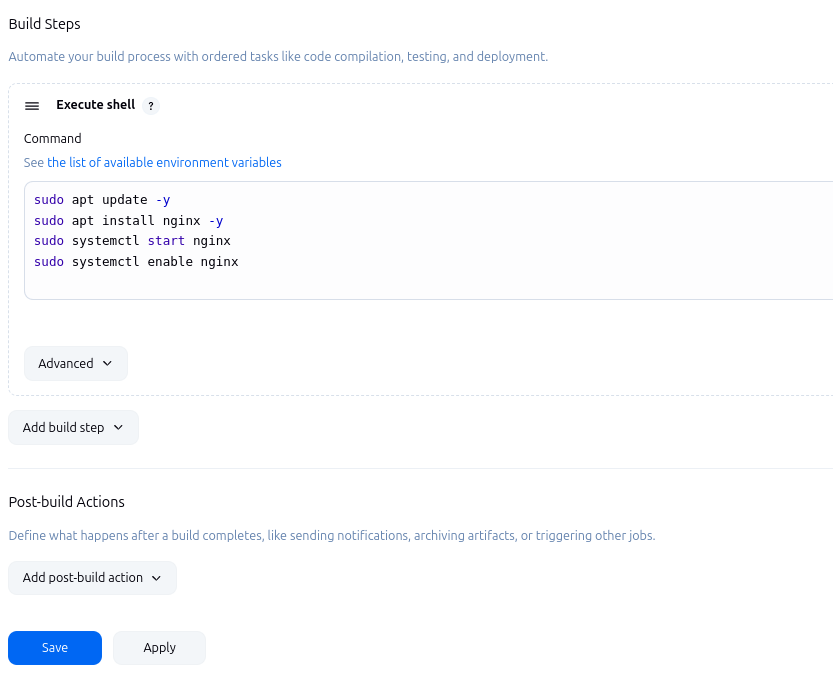 Build Steps
Automate your build process with ordered tasks like code compilation, testing, and deployment.
Execute shell ?
Command
See the list of available environment variables
sudo apt update -y
sudo apt install nginx -y
sudo systemctl start nginx
sudo systemctl enable nginx
Advanced
Add build step
Post-build Actions
Define what happens after a build completes, like sending notifications, archiving artifacts, or triggering other jobs.
Add post-build action
Save Apply